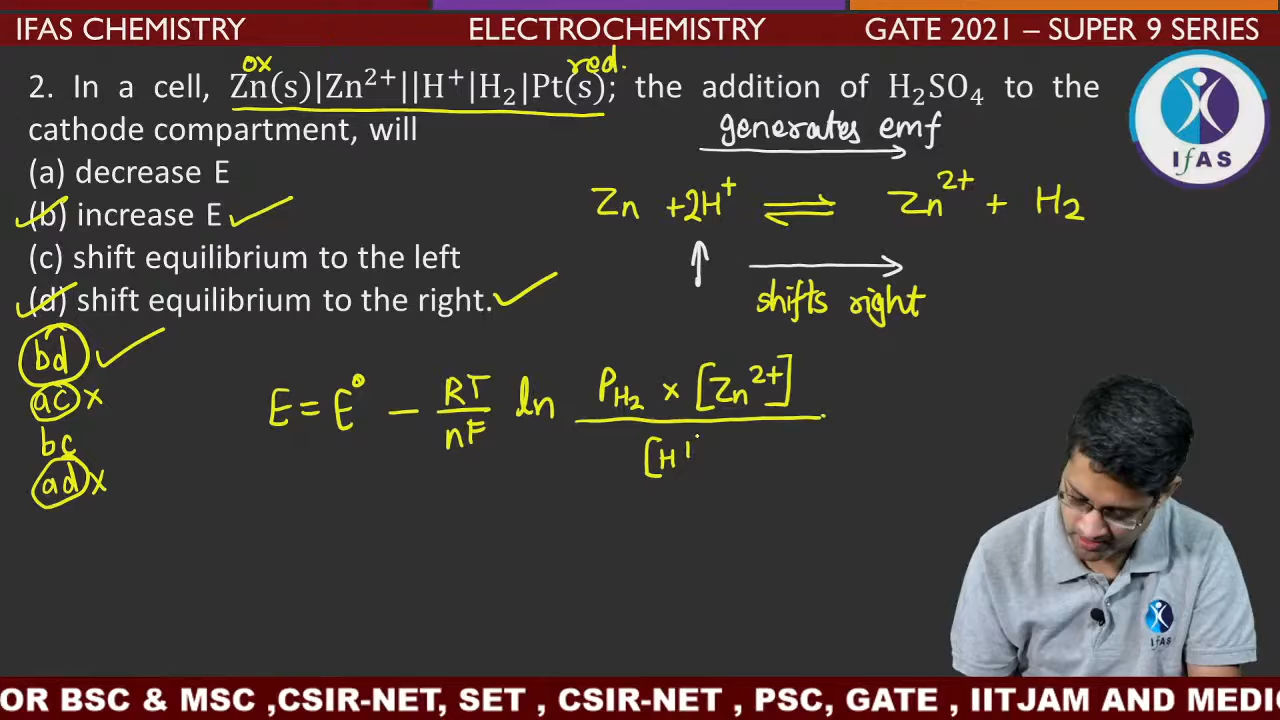 IFAS CHEMISTRY ELECTROCHEMISTRY GATE 2021 – SUPER 9 SERIES
ox red.
2. In a cell, Zn(s)|Zn²⁺||H⁺|H₂|Pt(s); the addition of H₂SO₄ to the
cathode compartment, will
generates emf
(a) decrease E
(b) increase E
Zn + 2H⁺ ⇌ Zn²⁺ + H₂
(c) shift equilibrium to the left
(d) shift equilibrium to the right.
shifts right
bd
ac x
bc
ad x
E = E° − RT/nF ln P_H₂ × [Zn²⁺] / [H⁺
IfAS
IfAS
OR BSC & MSC ,CSIR-NET, SET , CSIR-NET , PSC, GATE , IITJAM AND MEDIC